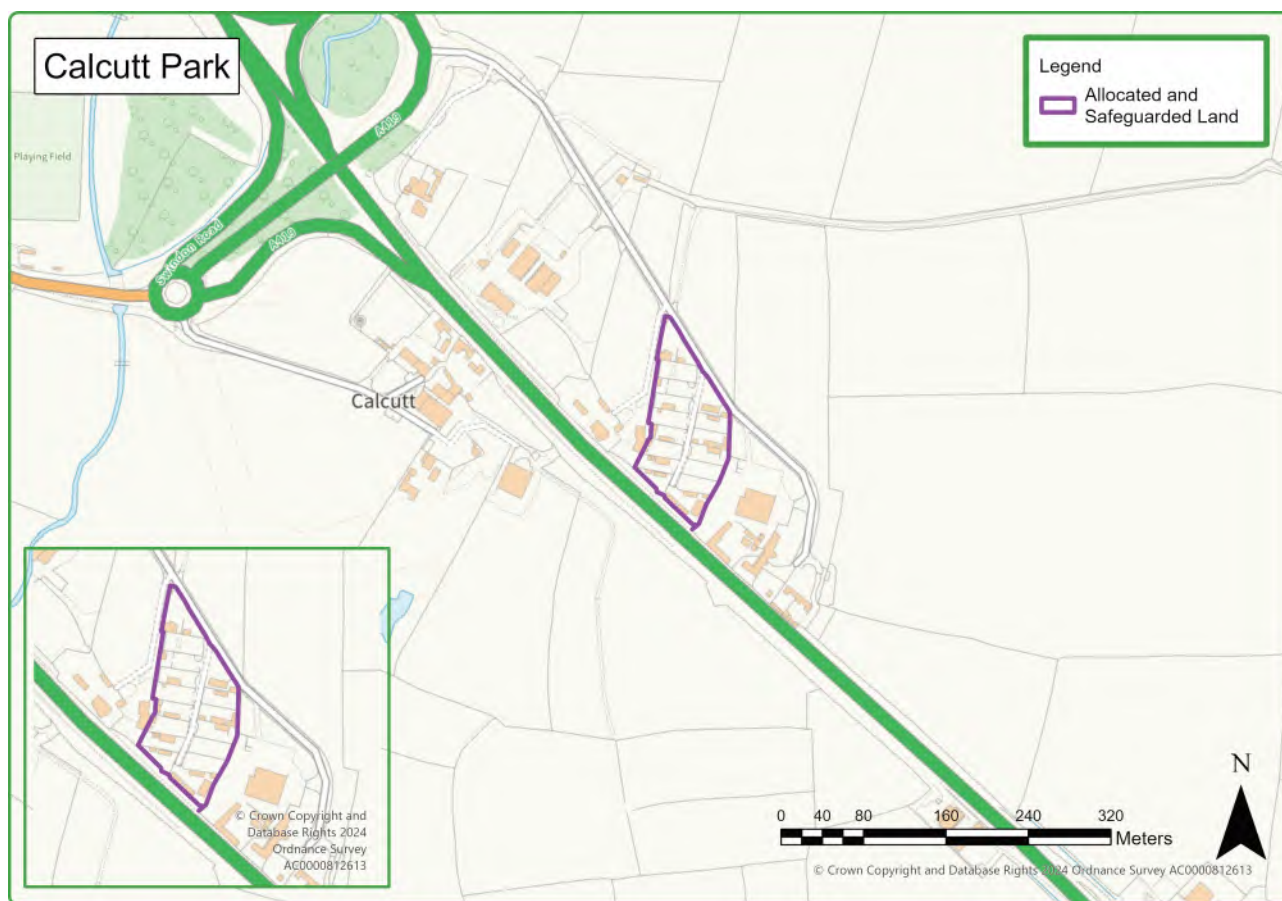 Calcutt Park
Legend
Allocated and
Safeguarded Land
Playing Field
A419
Swindon Road
A419
Calcutt
© Crown Copyright and
Database Rights 2024
Ordnance Survey
AC0000812613
N
0 40 80 160 240 320
Meters
© Crown Copyright and Database Rights 2024 Ordnance Survey AC0000812613